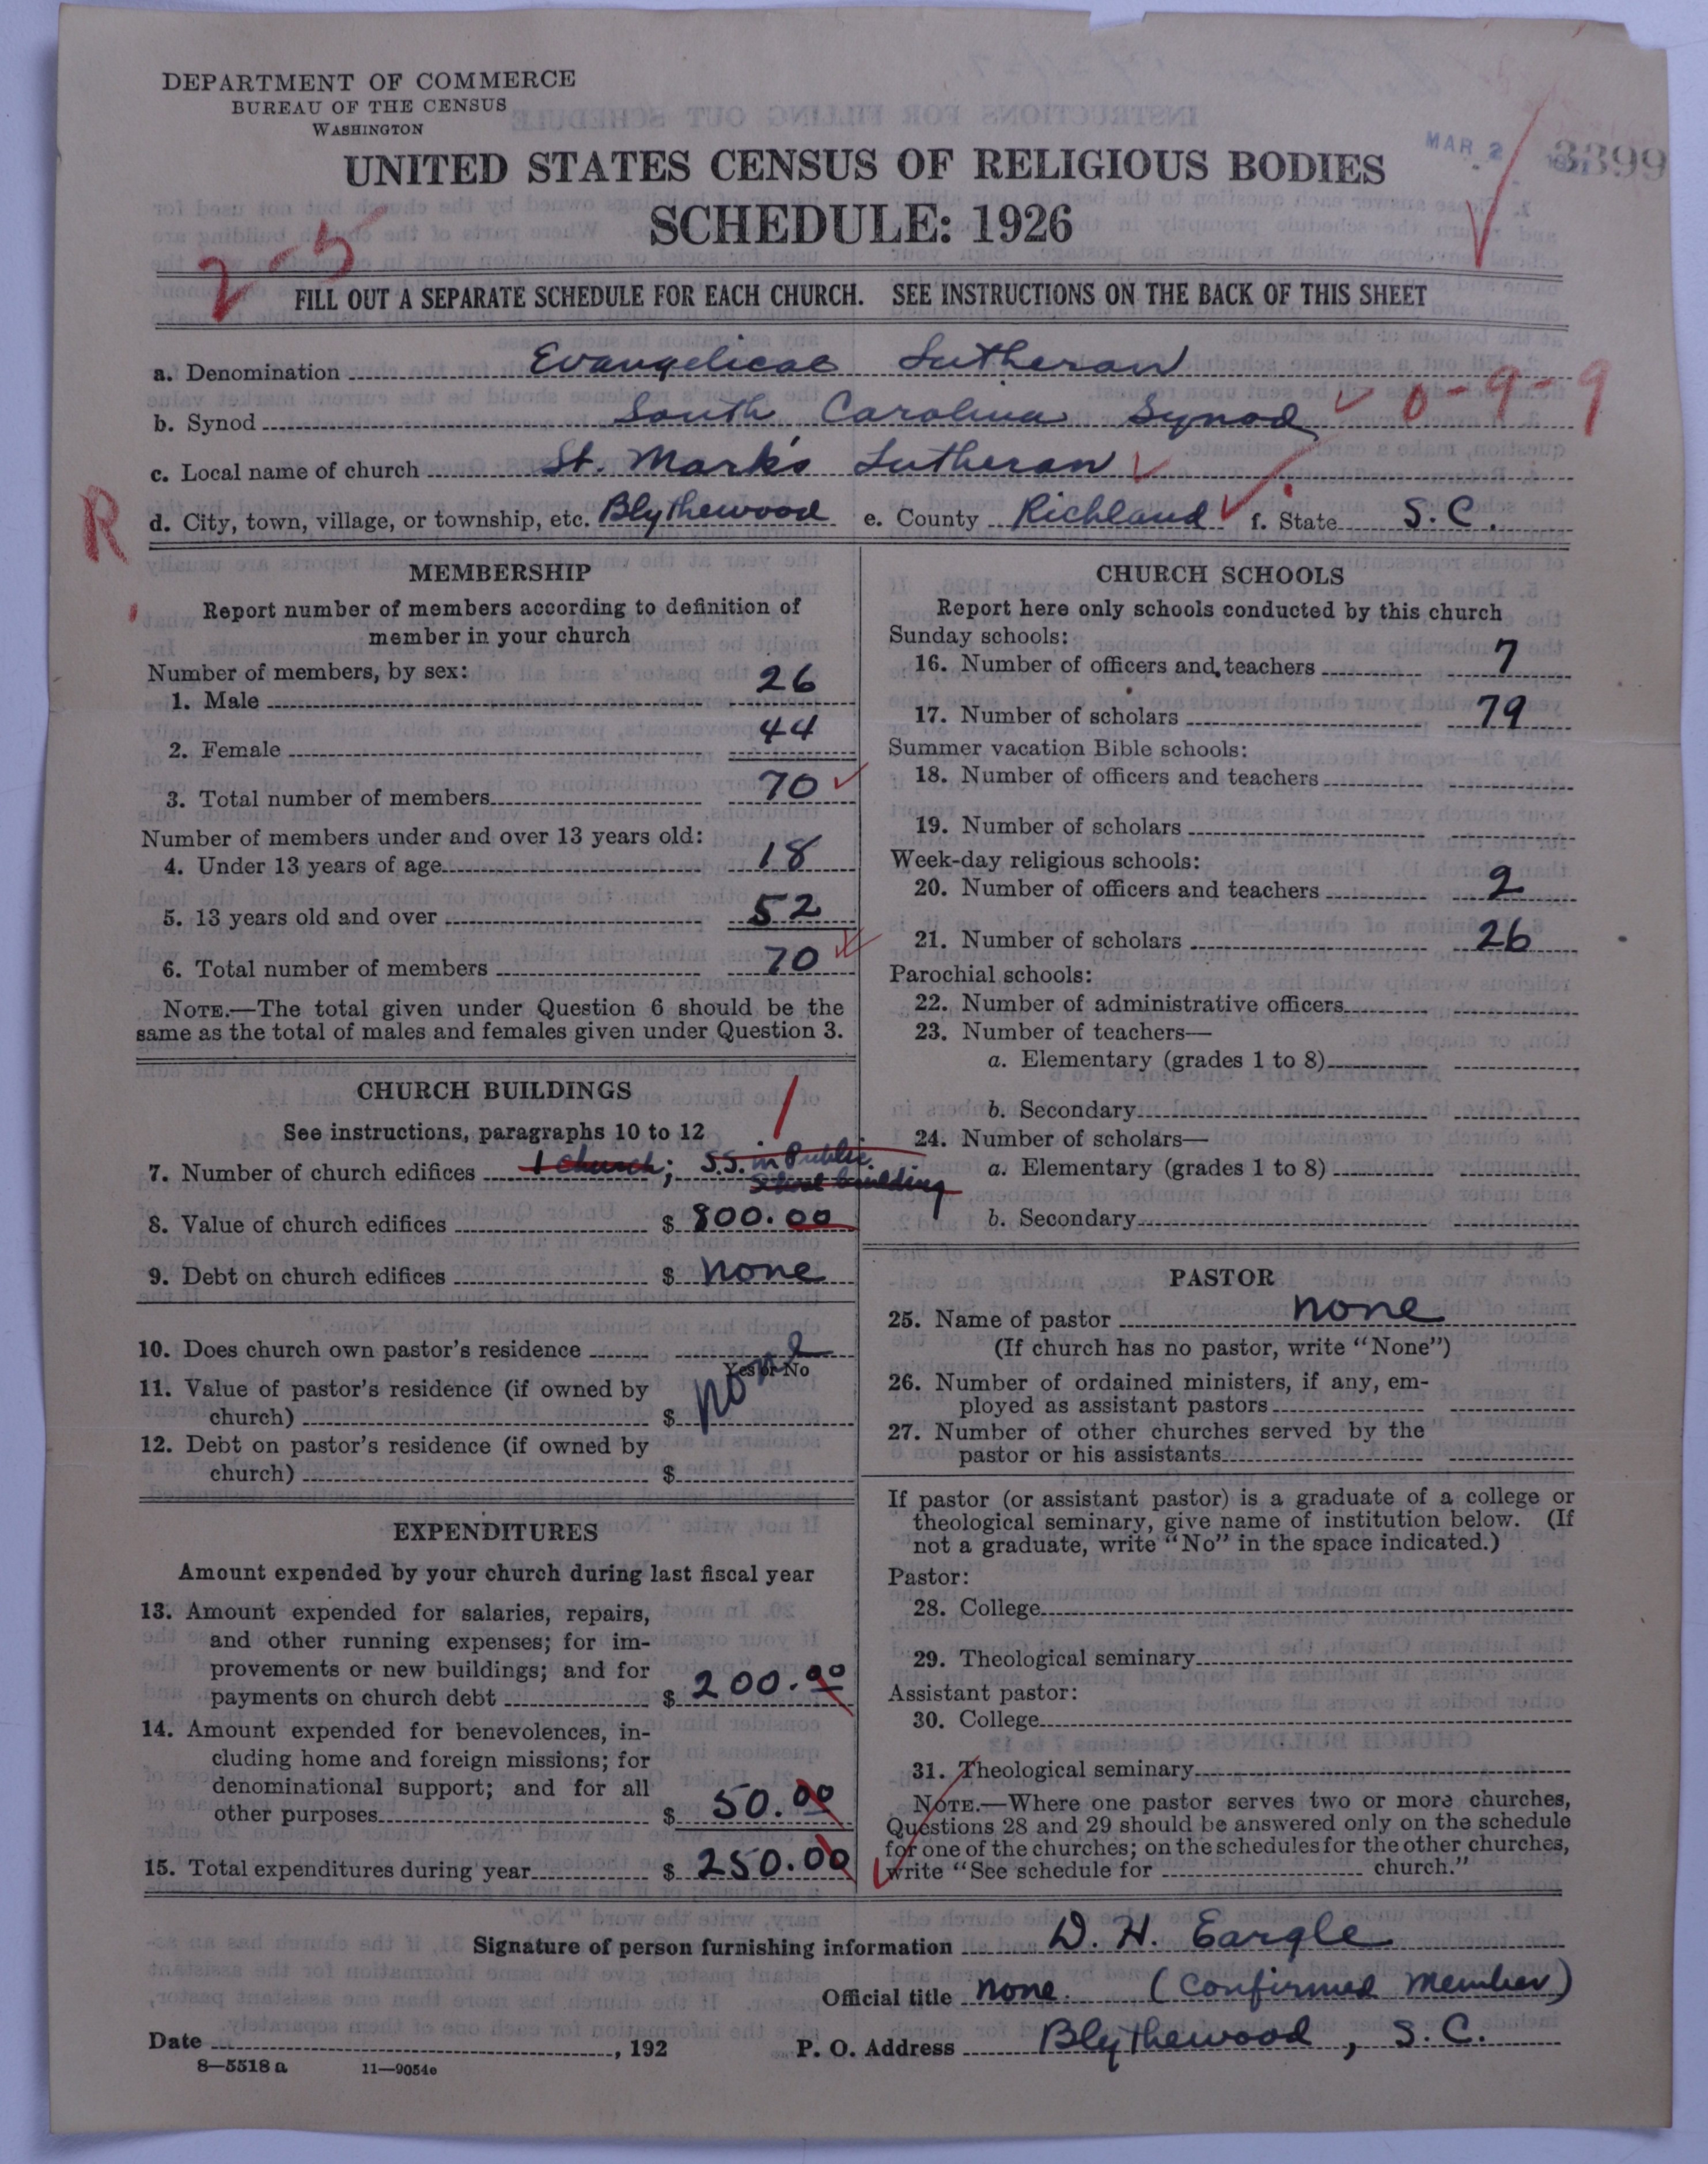 DEPARTMENT OF COMMERCE
BUREAU OF THE CENSUS
WASHINGTON
MAR 2
3399
UNITED STATES CENSUS OF RELIGIOUS BODIES
SCHEDULE: 1926
2-5
FILL OUT A SEPARATE SCHEDULE FOR EACH CHURCH. SEE INSTRUCTIONS ON THE BACK OF THIS SHEET
a. Denomination Evangelical Lutheran
b. Synod South Carolina Synod 0-9-9
c. Local name of church St. Mark's Lutheran
R
d. City, town, village, or township, etc. Blythewood e. County Richland f. State S.C.
MEMBERSHIP
Report number of members according to definition of
member in your church
Number of members, by sex:
1. Male 26
2. Female 44
3. Total number of members 70
Number of members under and over 13 years old:
4. Under 13 years of age 18
5. 13 years old and over 52
6. Total number of members 70
NOTE.—The total given under Question 6 should be the
same as the total of males and females given under Question 3.
CHURCH BUILDINGS
See instructions, paragraphs 10 to 12
1
7. Number of church edifices 1 Church; S.S. in Public
School building
8. Value of church edifices $ 800.00
9. Debt on church edifices $ none
10. Does church own pastor's residence none
Yes or No
11. Value of pastor's residence (if owned by
church) $
12. Debt on pastor's residence (if owned by
church) $
EXPENDITURES
Amount expended by your church during last fiscal year
13. Amount expended for salaries, repairs,
and other running expenses; for im-
provements or new buildings; and for
payments on church debt $ 200.00
14. Amount expended for benevolences, in-
cluding home and foreign missions; for
denominational support; and for all
other purposes $ 50.00
15. Total expenditures during year $ 250.00
CHURCH SCHOOLS
Report here only schools conducted by this church
Sunday schools:
16. Number of officers and teachers 7
17. Number of scholars 79
Summer vacation Bible schools:
18. Number of officers and teachers
19. Number of scholars
Week-day religious schools:
20. Number of officers and teachers 2
21. Number of scholars 26
Parochial schools:
22. Number of administrative officers
23. Number of teachers—
a. Elementary (grades 1 to 8)
b. Secondary
24. Number of scholars—
a. Elementary (grades 1 to 8)
b. Secondary
PASTOR
25. Name of pastor none
(If church has no pastor, write "None")
26. Number of ordained ministers, if any, em-
ployed as assistant pastors
27. Number of other churches served by the
pastor or his assistants
If pastor (or assistant pastor) is a graduate of a college or
theological seminary, give name of institution below. (If
not a graduate, write "No" in the space indicated.)
Pastor:
28. College
29. Theological seminary
Assistant pastor:
30. College
31. Theological seminary
NOTE.—Where one pastor serves two or more churches,
Questions 28 and 29 should be answered only on the schedule
for one of the churches; on the schedules for the other churches,
write "See schedule for church."
Signature of person furnishing information D. H. Eargle
Official title none. (Confirmed Member)
Date , 192 P. O. Address Blythewood, S.C.
8—5518 a 11—9054e